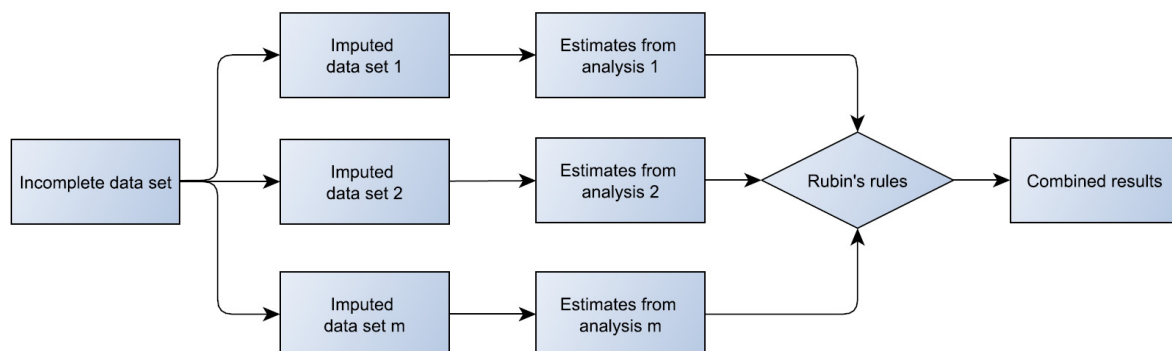 Imputed
data set 1
Estimates from
analysis 1
Incomplete data set
Imputed
data set 2
Estimates from
analysis 2
Rubin's rules
Combined results
Imputed
data set m
Estimates from
analysis m